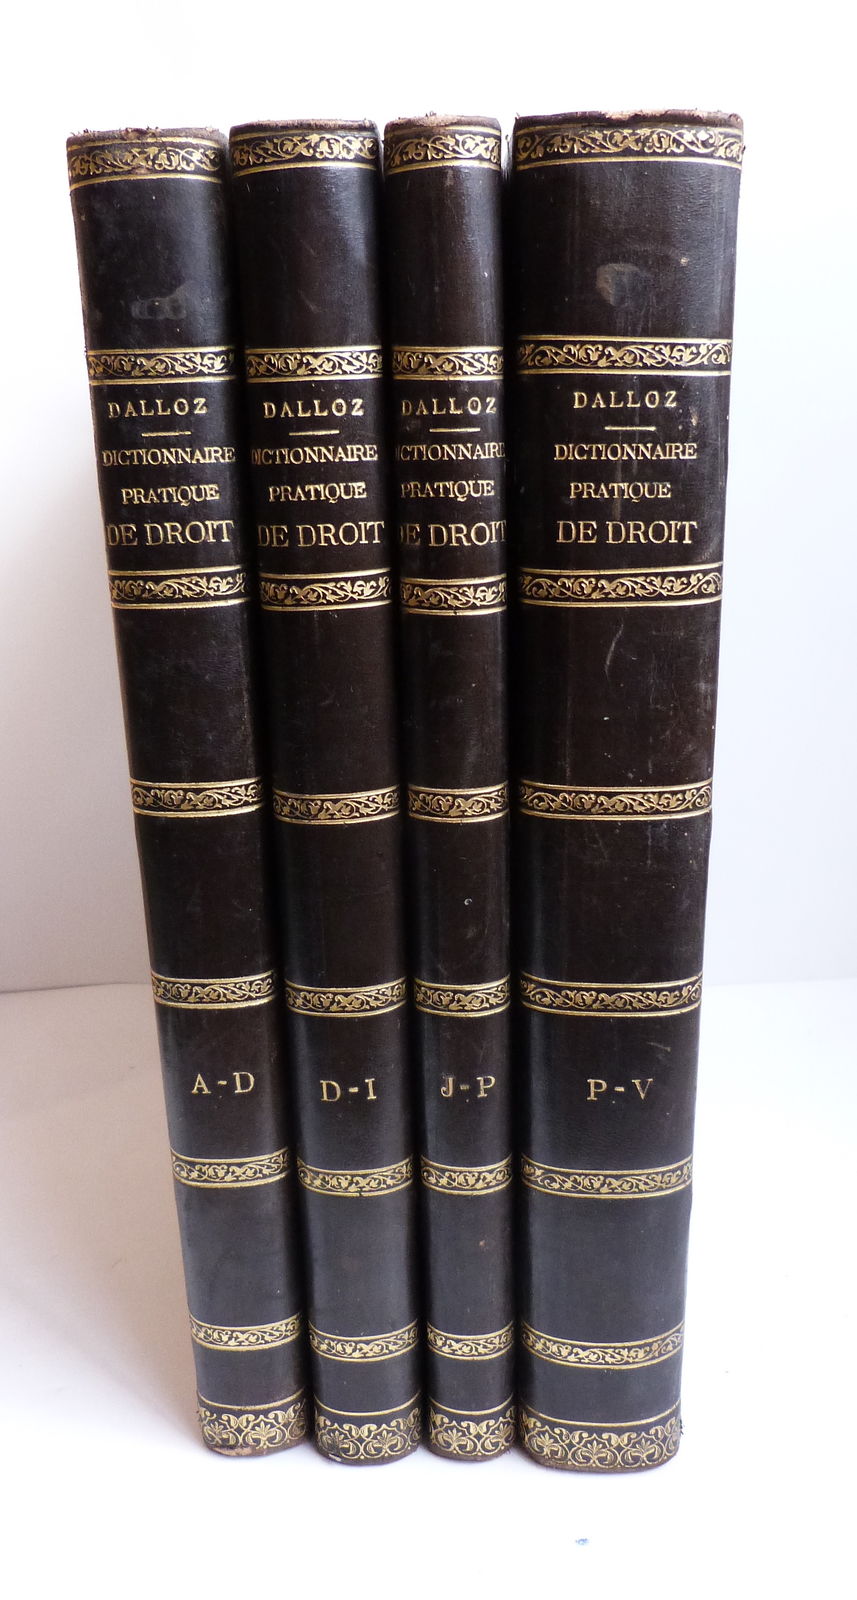 DALLOZ
DICTIONNAIRE
PRATIQUE
DE DROIT
A-D
DALLOZ
DICTIONNAIRE
PRATIQUE
DE DROIT
D-I
DALLOZ
DICTIONNAIRE
PRATIQUE
DE DROIT
J-P
DALLOZ
DICTIONNAIRE
PRATIQUE
DE DROIT
P-V